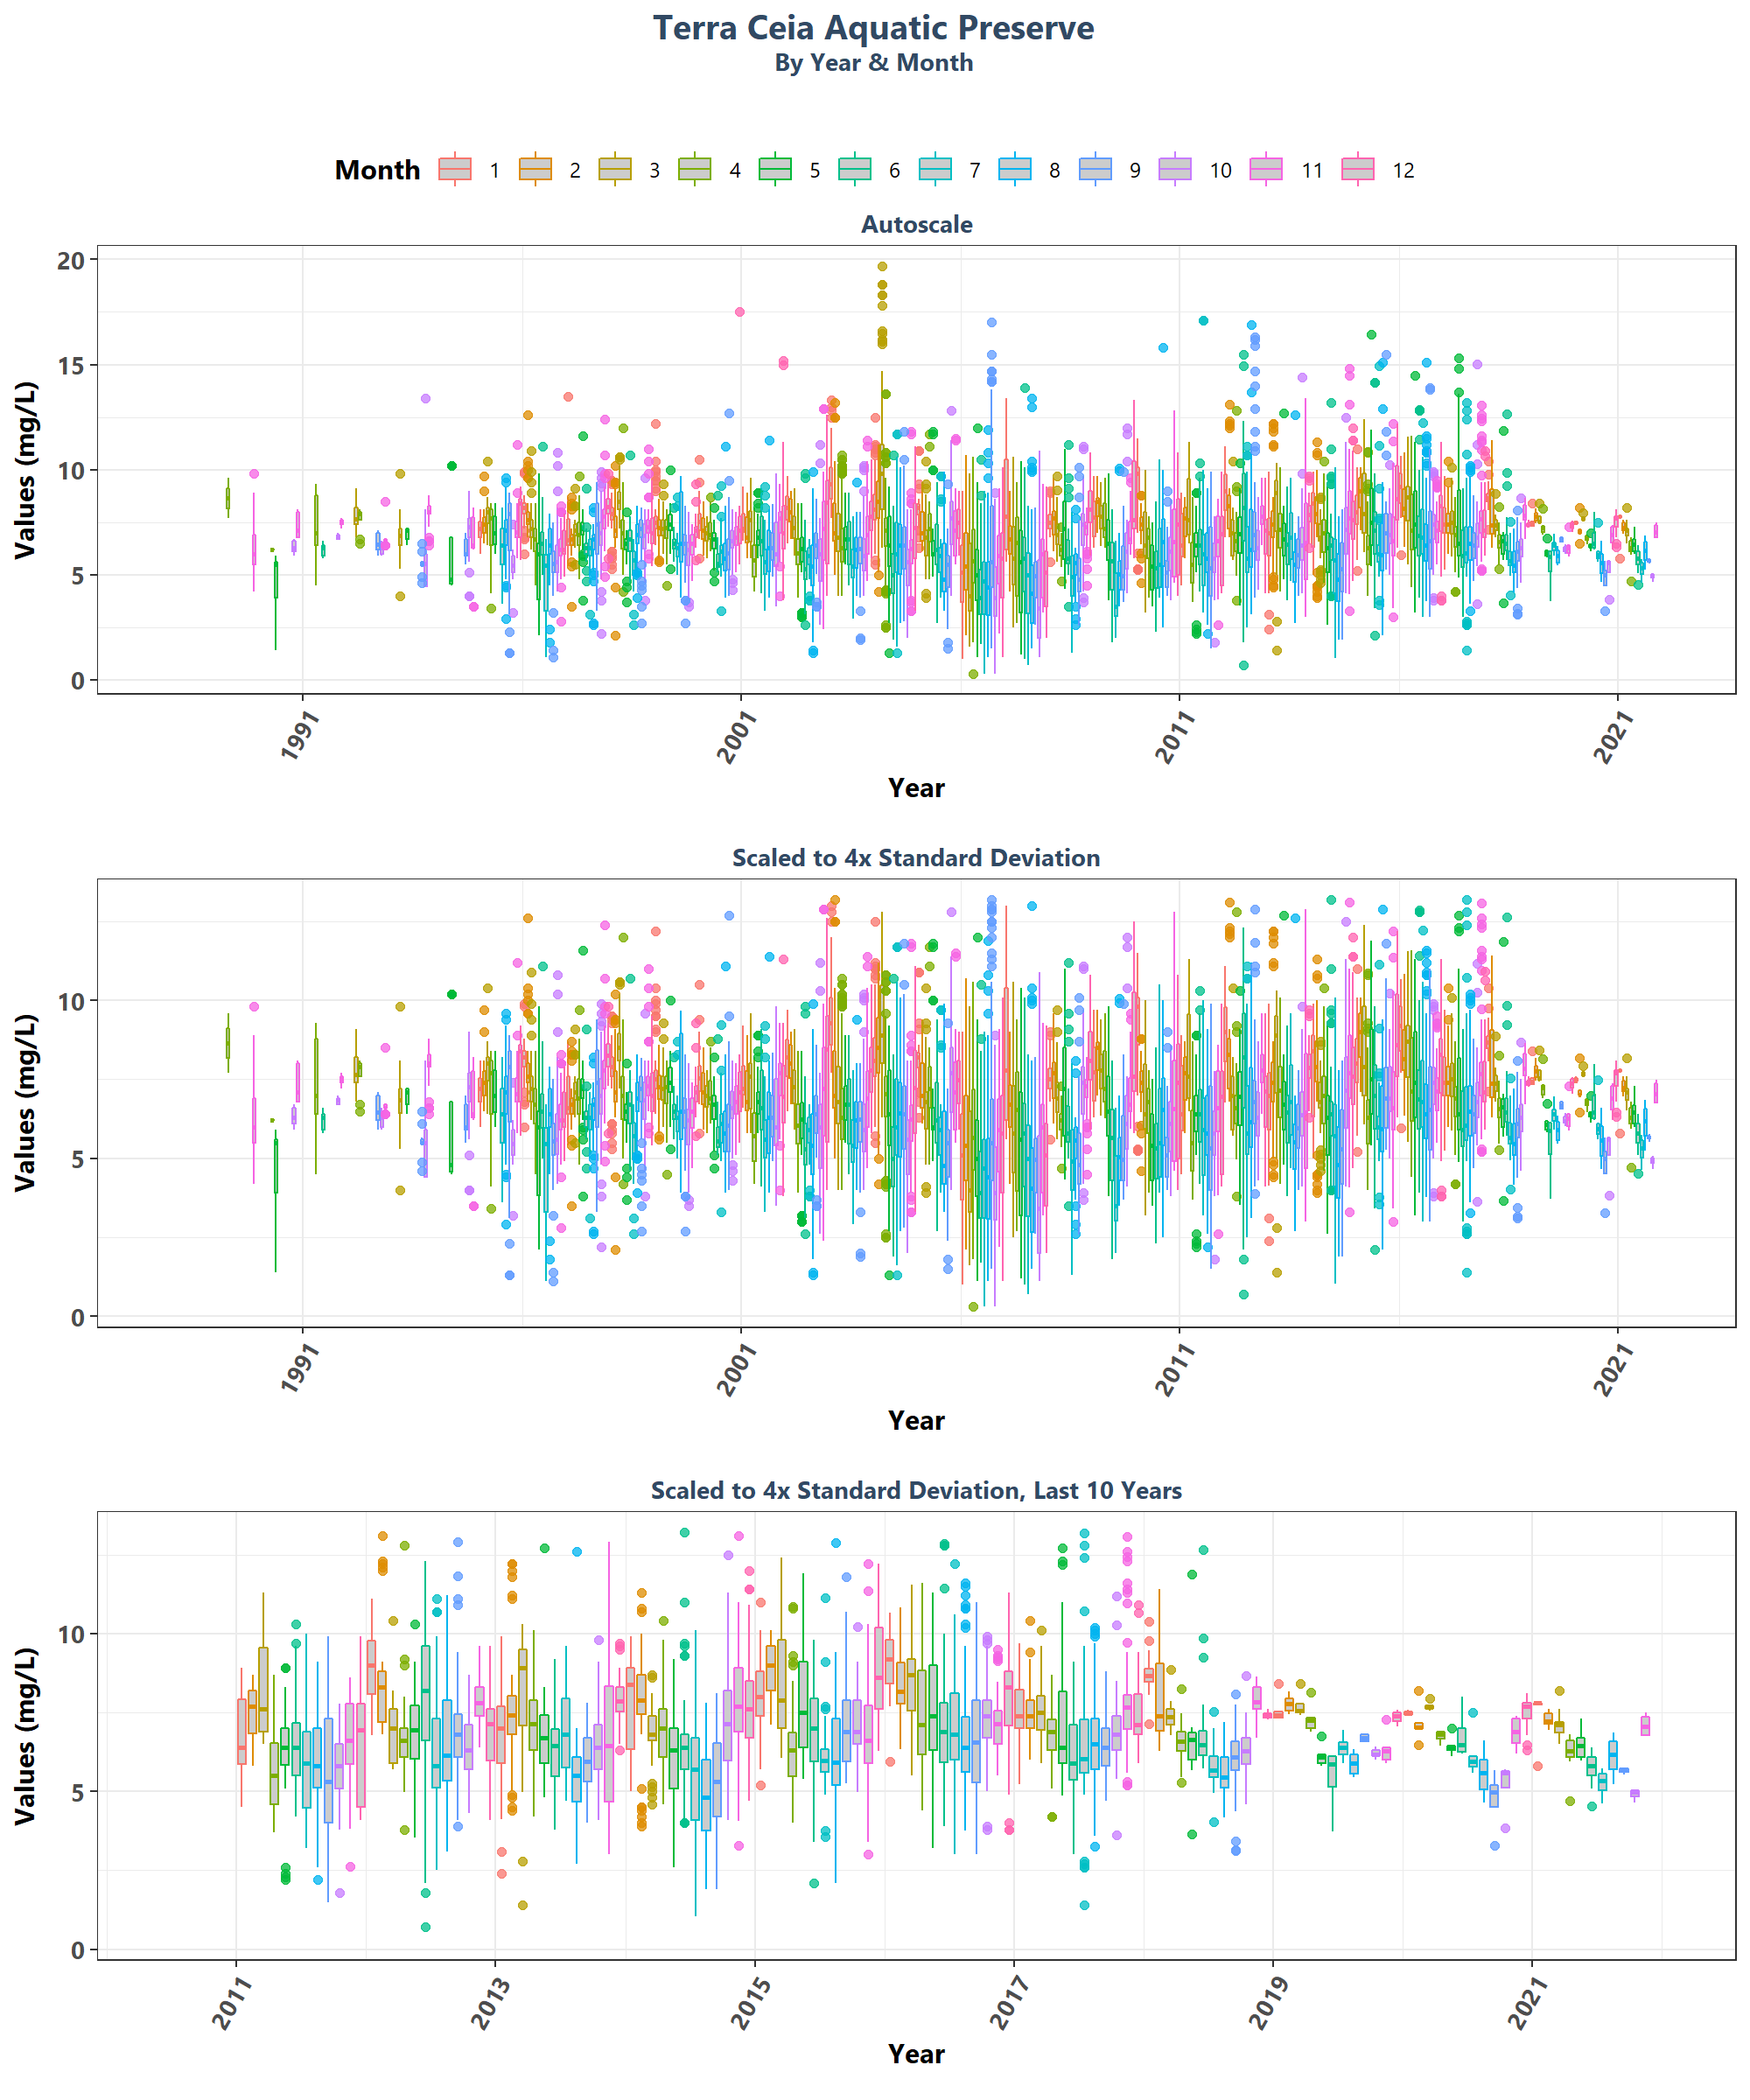 Terra Ceia Aquatic Preserve
By Year & Month
Month 1 2 3 4 5 6 7 8 9 10 11 12
Autoscale
Values (mg/L)
20
15
10
5
0
1991 2001 2011 2021
Year
Scaled to 4x Standard Deviation
Values (mg/L)
10
5
0
1991 2001 2011 2021
Year
Scaled to 4x Standard Deviation, Last 10 Years
Values (mg/L)
10
5
0
2011 2013 2015 2017 2019 2021
Year